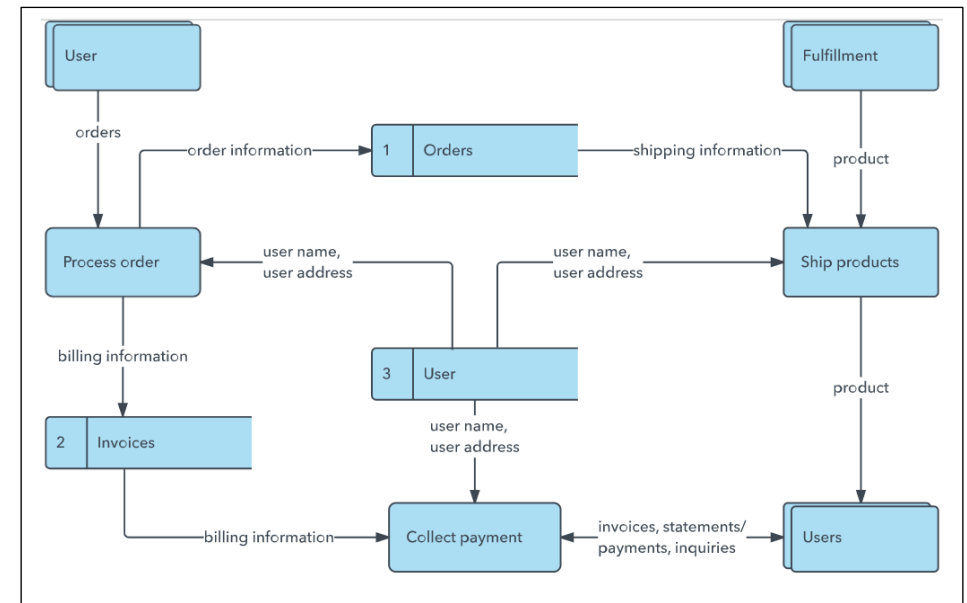 User
Fulfillment
orders
order information
1 Orders
shipping information
product
Process order
user name,
user address
user name,
user address
Ship products
billing information
3 User
product
2 Invoices
user name,
user address
billing information
Collect payment
invoices, statements/
payments, inquiries
Users